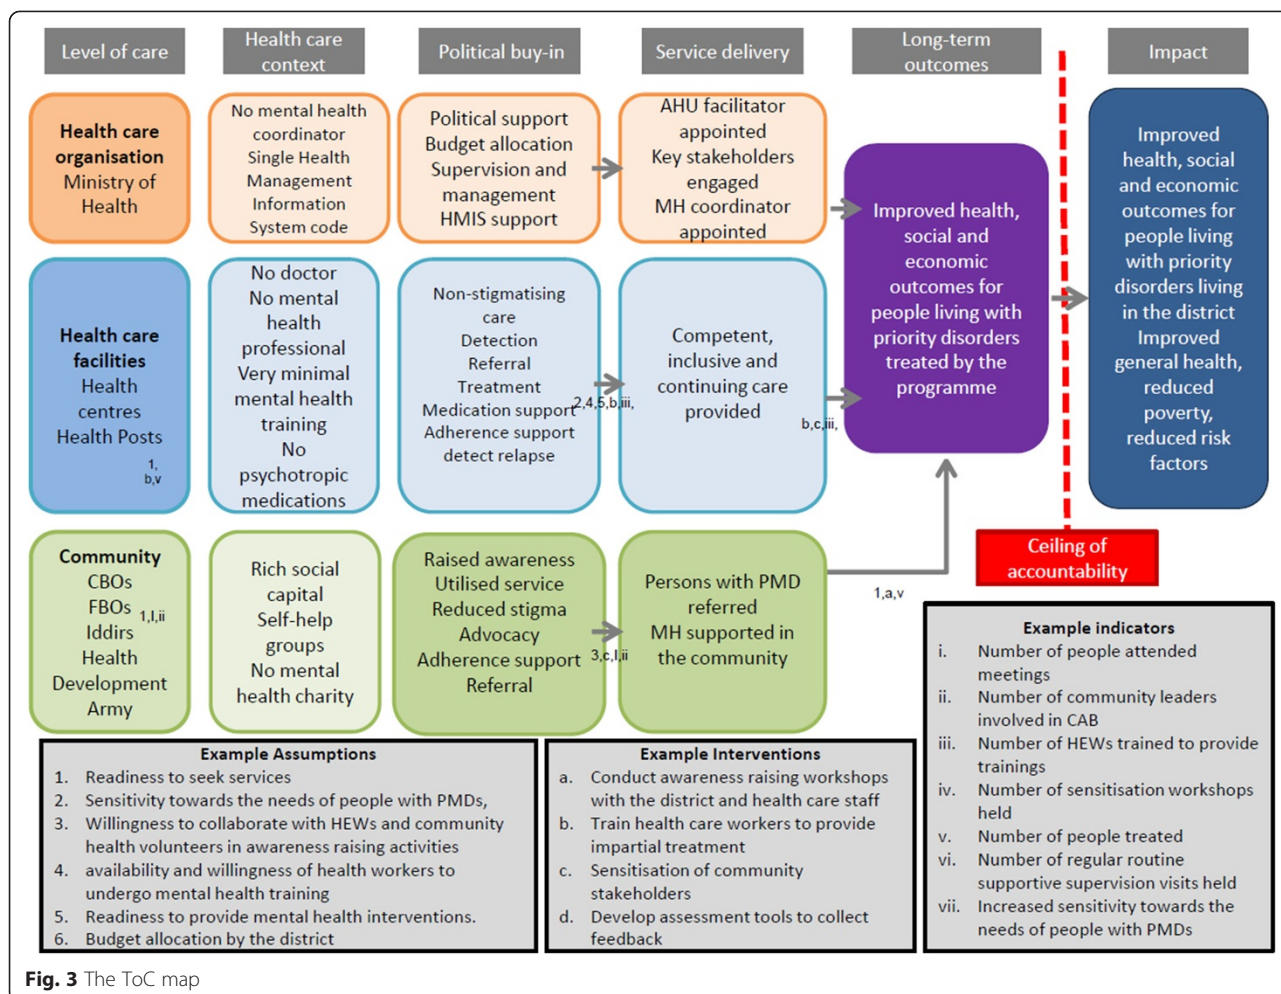 Level of care
Health care
context
Political buy-in
Service delivery
Long-term
outcomes
Impact
Health care
organisation
Ministry of
Health
No mental health
coordinator
Single Health
Management
Information
System code
Political support
Budget allocation
Supervision and
management
HMIS support
AHU facilitator
appointed
Key stakeholders
engaged
MH coordinator
appointed
Health care
facilities
Health
centres
Health Posts
1,
b,v
No doctor
No mental
health
professional
Very minimal
mental health
training
No
psychotropic
medications
Non-stigmatising
care
Detection
Referral
Treatment
Medication support
Adherence support
detect relapse
2,4,5,b,iii,
Competent,
inclusive and
continuing care
provided
b,c,iii,
Community
CBOs
FBOs 1,I,ii
Iddirs
Health
Development
Army
Rich social
capital
Self-help
groups
No mental
health charity
Raised awareness
Utilised service
Reduced stigma
Advocacy
Adherence support
Referral
3,c,I,ii
Persons with PMD
referred
MH supported in
the community
1,a,v
Improved health,
social and
economic
outcomes for
people living with
priority disorders
treated by the
programme
Improved
health, social
and economic
outcomes for
people living
with priority
disorders living
in the district
Improved
general health,
reduced
poverty,
reduced risk
factors
Ceiling of
accountability
Example Assumptions
1. Readiness to seek services
2. Sensitivity towards the needs of people with PMDs,
3. Willingness to collaborate with HEWs and community
health volunteers in awareness raising activities
4. availability and willingness of health workers to
undergo mental health training
5. Readiness to provide mental health interventions.
6. Budget allocation by the district
Example Interventions
a. Conduct awareness raising workshops
with the district and health care staff
b. Train health care workers to provide
impartial treatment
c. Sensitisation of community
stakeholders
d. Develop assessment tools to collect
feedback
Example indicators
i. Number of people attended
meetings
ii. Number of community leaders
involved in CAB
iii. Number of HEWs trained to provide
trainings
iv. Number of sensitisation workshops
held
v. Number of people treated
vi. Number of regular routine
supportive supervision visits held
vii. Increased sensitivity towards the
needs of people with PMDs
Fig. 3 The ToC map